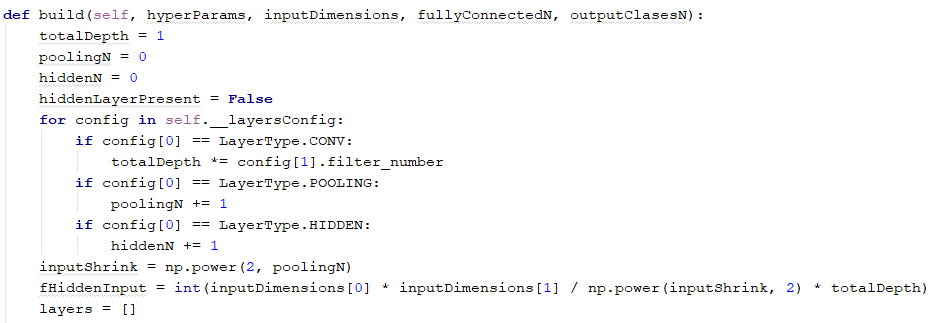 def build(self, hyperParams, inputDimensions, fullyConnectedN, outputClasesN):
    totalDepth = 1
    poolingN = 0
    hiddenN = 0
    hiddenLayerPresent = False
    for config in self.__layersConfig:
        if config[0] == LayerType.CONV:
            totalDepth *= config[1].filter_number
        if config[0] == LayerType.POOLING:
            poolingN += 1
        if config[0] == LayerType.HIDDEN:
            hiddenN += 1
    inputShrink = np.power(2, poolingN)
    fHiddenInput = int(inputDimensions[0] * inputDimensions[1] / np.power(inputShrink, 2) * totalDepth)
    layers = []